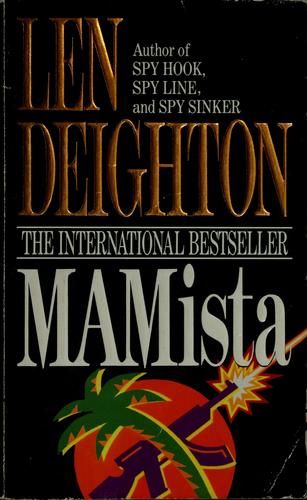 LEN
Author of
SPY HOOK,
SPY LINE,
and SPY SINKER
DEIGHTON
THE INTERNATIONAL BESTSELLER
MAMista